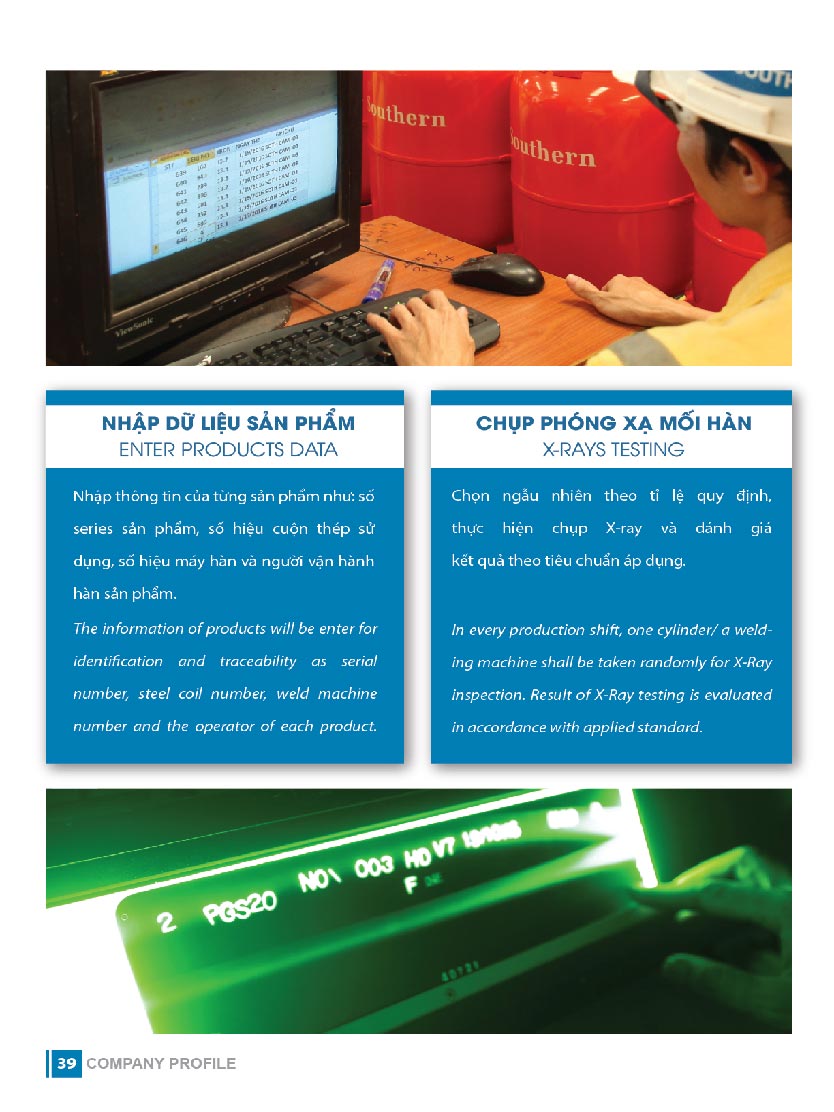 Southern
Southern
SOUTH
ViewSonic
NHẬP DỮ LIỆU SẢN PHẨM
ENTER PRODUCTS DATA
Nhập thông tin của từng sản phẩm như: số
series sản phẩm, số hiệu cuộn thép sử
dụng, số hiệu máy hàn và người vận hành
hàn sản phẩm.
The information of products will be enter for
identification and traceability as serial
number, steel coil number, weld machine
number and the operator of each product.
CHỤP PHÓNG XẠ MỐI HÀN
X-RAYS TESTING
Chọn ngẫu nhiên theo tỉ lệ quy định,
thực hiện chụp X-ray và dánh giá
kết quả theo tiêu chuẩn áp dụng.
In every production shift, one cylinder/ a weld-
ing machine shall be taken randomly for X-Ray
inspection. Result of X-Ray testing is evaluated
in accordance with applied standard.
2 PGS20 NO\ 003 HD V7
F
40721
39 COMPANY PROFILE